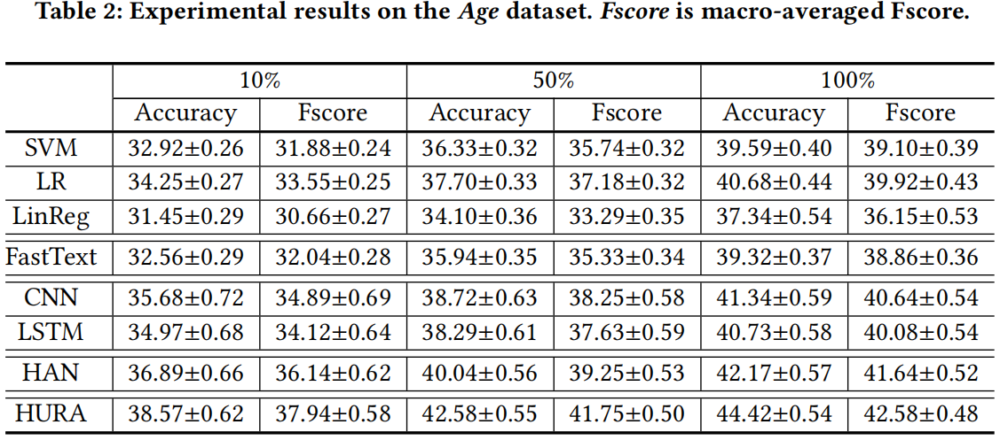 Table 2: Experimental results on the Age dataset. Fscore is macro-averaged Fscore.
10% 50% 100%
Accuracy Fscore Accuracy Fscore Accuracy Fscore
SVM 32.92±0.26 31.88±0.24 36.33±0.32 35.74±0.32 39.59±0.40 39.10±0.39
LR 34.25±0.27 33.55±0.25 37.70±0.33 37.18±0.32 40.68±0.44 39.92±0.43
LinReg 31.45±0.29 30.66±0.27 34.10±0.36 33.29±0.35 37.34±0.54 36.15±0.53
FastText 32.56±0.29 32.04±0.28 35.94±0.35 35.33±0.34 39.32±0.37 38.86±0.36
CNN 35.68±0.72 34.89±0.69 38.72±0.63 38.25±0.58 41.34±0.59 40.64±0.54
LSTM 34.97±0.68 34.12±0.64 38.29±0.61 37.63±0.59 40.73±0.58 40.08±0.54
HAN 36.89±0.66 36.14±0.62 40.04±0.56 39.25±0.53 42.17±0.57 41.64±0.52
HURA 38.57±0.62 37.94±0.58 42.58±0.55 41.75±0.50 44.42±0.54 42.58±0.48